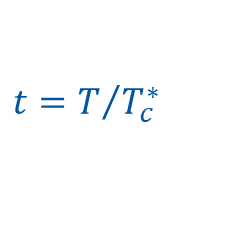 t = T/T_c^*